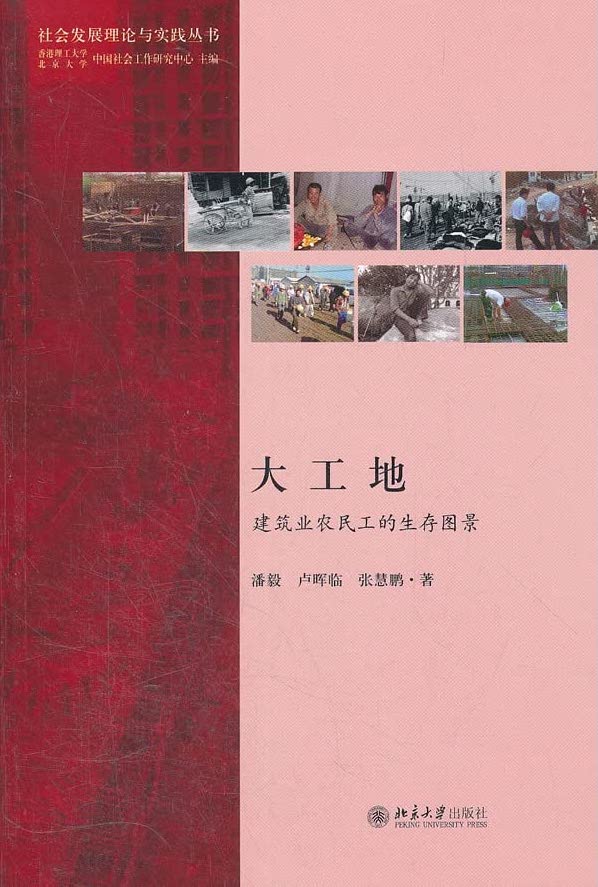 社会发展理论与实践丛书
香港理工大学
北京大学 中国社会工作研究中心 主编
大工地
建筑业农民工的生存图景
潘毅 卢晖临 张慧鹏·著
北京大学出版社
PEKING UNIVERSITY PRESS